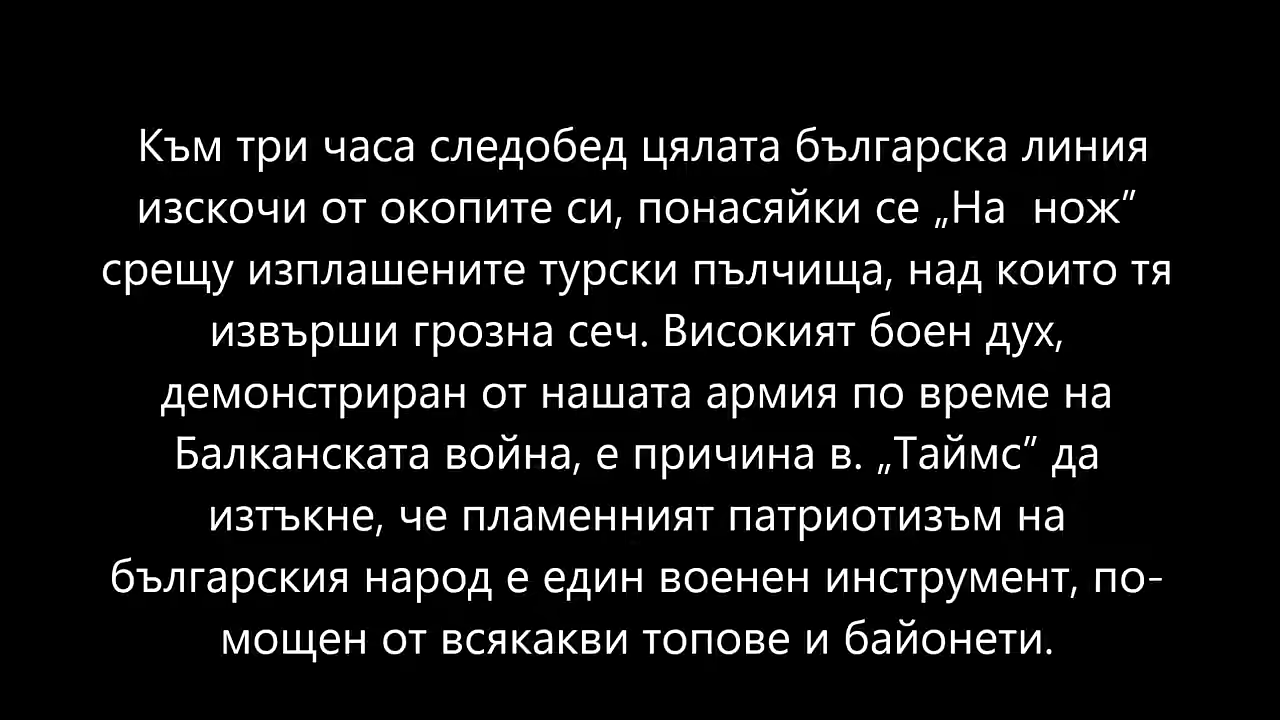 Към три часа следобед цялата българска линия
изскочи от окопите си, понасяйки се „На  нож”
срещу изплашените турски пълчища, над които тя
извърши грозна сеч. Високият боен дух,
демонстриран от нашата армия по време на
Балканската война, е причина в. „Таймс” да
изтъкне, че пламенният патриотизъм на
българския народ е един военен инструмент, по-
мощен от всякакви топове и байонети.